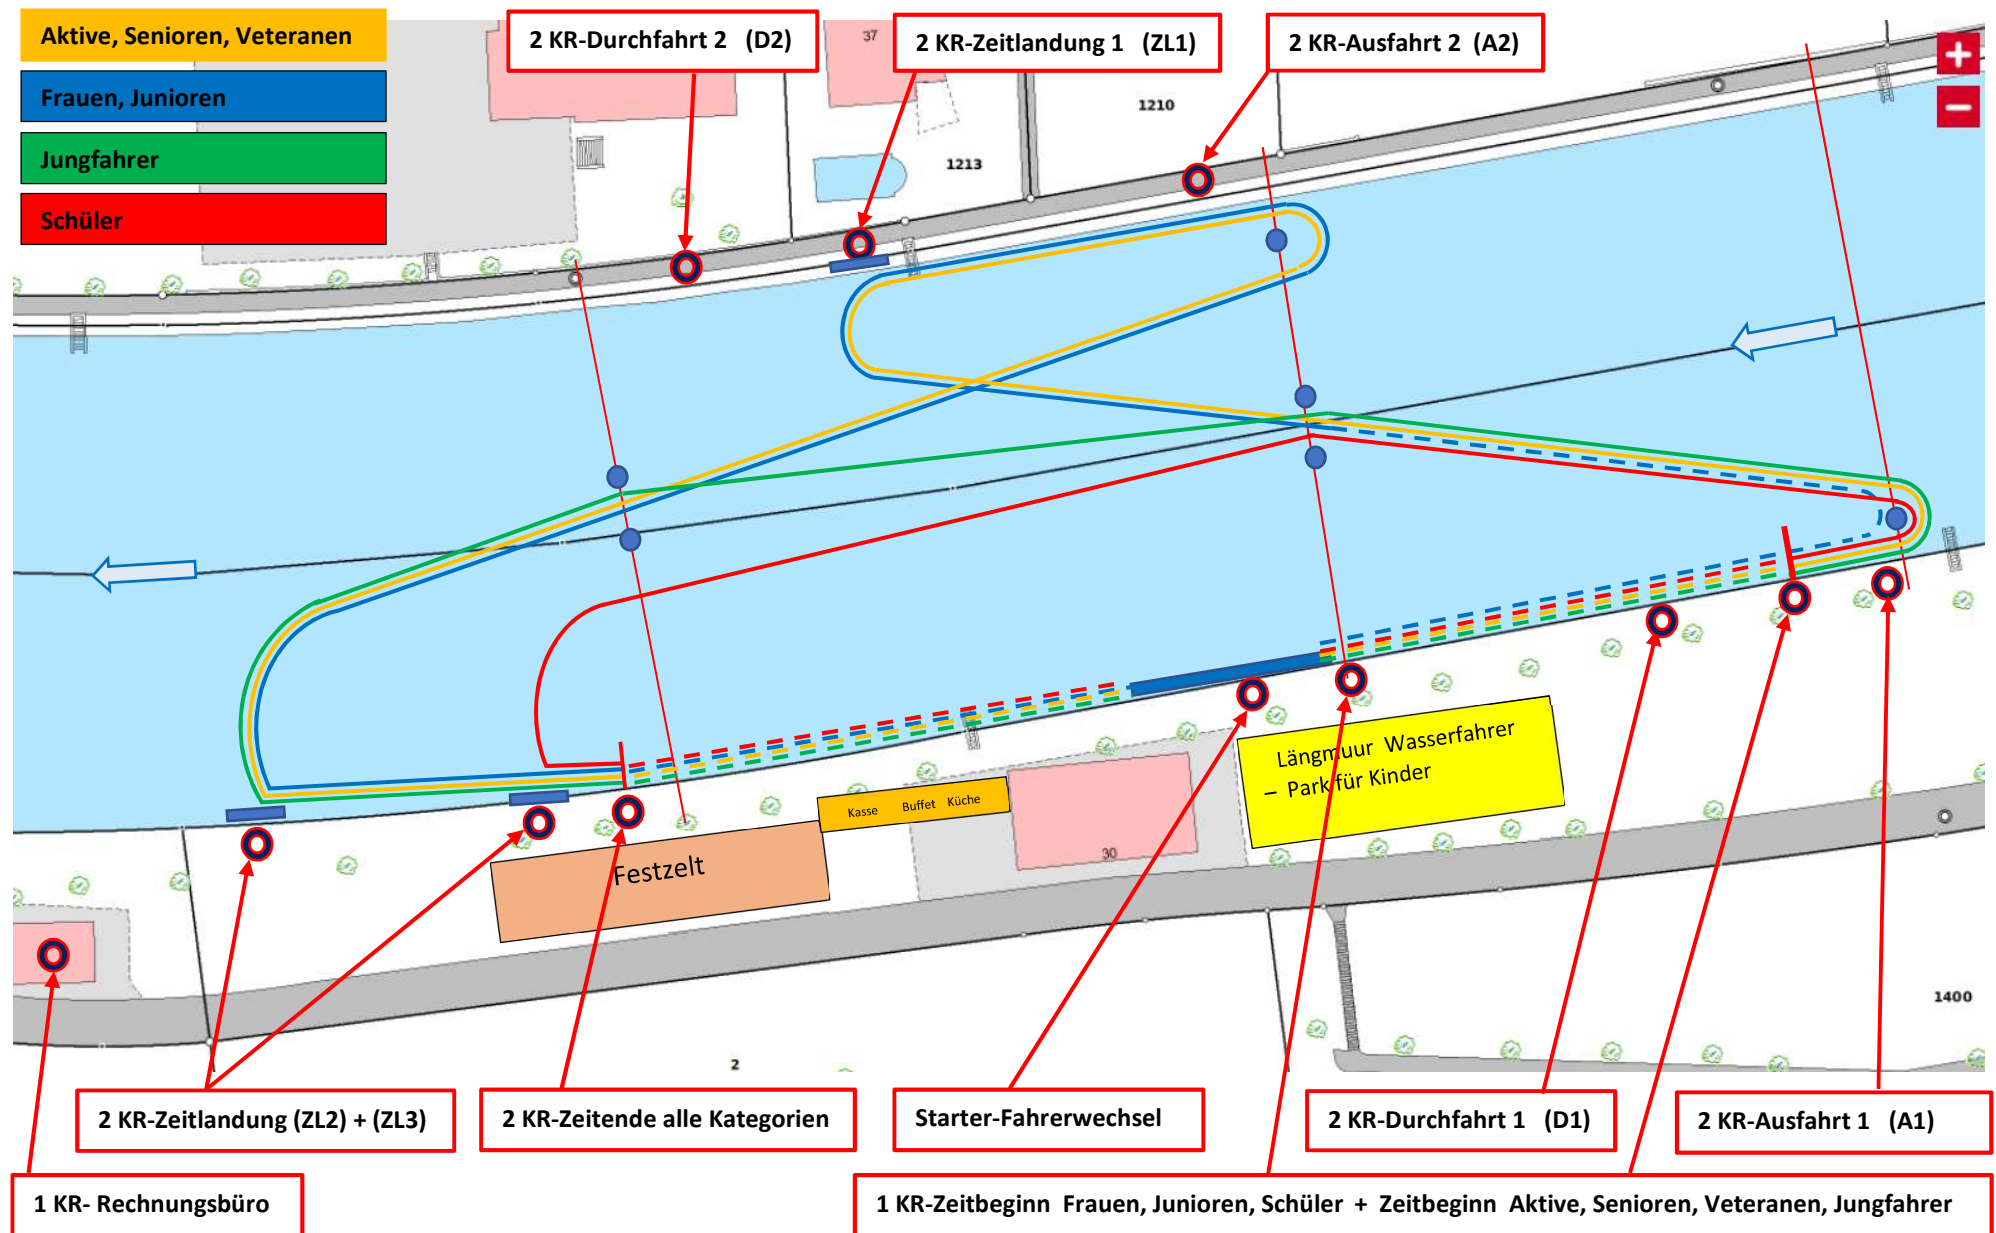 Aktive, Senioren, Veteranen
Frauen, Junioren
Jungfahrer
Schüler
2 KR-Durchfahrt 2 (D2)
37
2 KR-Zeitlandung 1 (ZL1)
2 KR-Ausfahrt 2 (A2)
1210
1213
+
−
Längmuur Wasserfahrer
– Park für Kinder
Kasse Buffet Küche
30
Festzelt
1400
2
2 KR-Zeitlandung (ZL2) + (ZL3)
2 KR-Zeitende alle Kategorien
Starter-Fahrerwechsel
2 KR-Durchfahrt 1 (D1)
2 KR-Ausfahrt 1 (A1)
1 KR- Rechnungsbüro
1 KR-Zeitbeginn Frauen, Junioren, Schüler + Zeitbeginn Aktive, Senioren, Veteranen, Jungfahrer